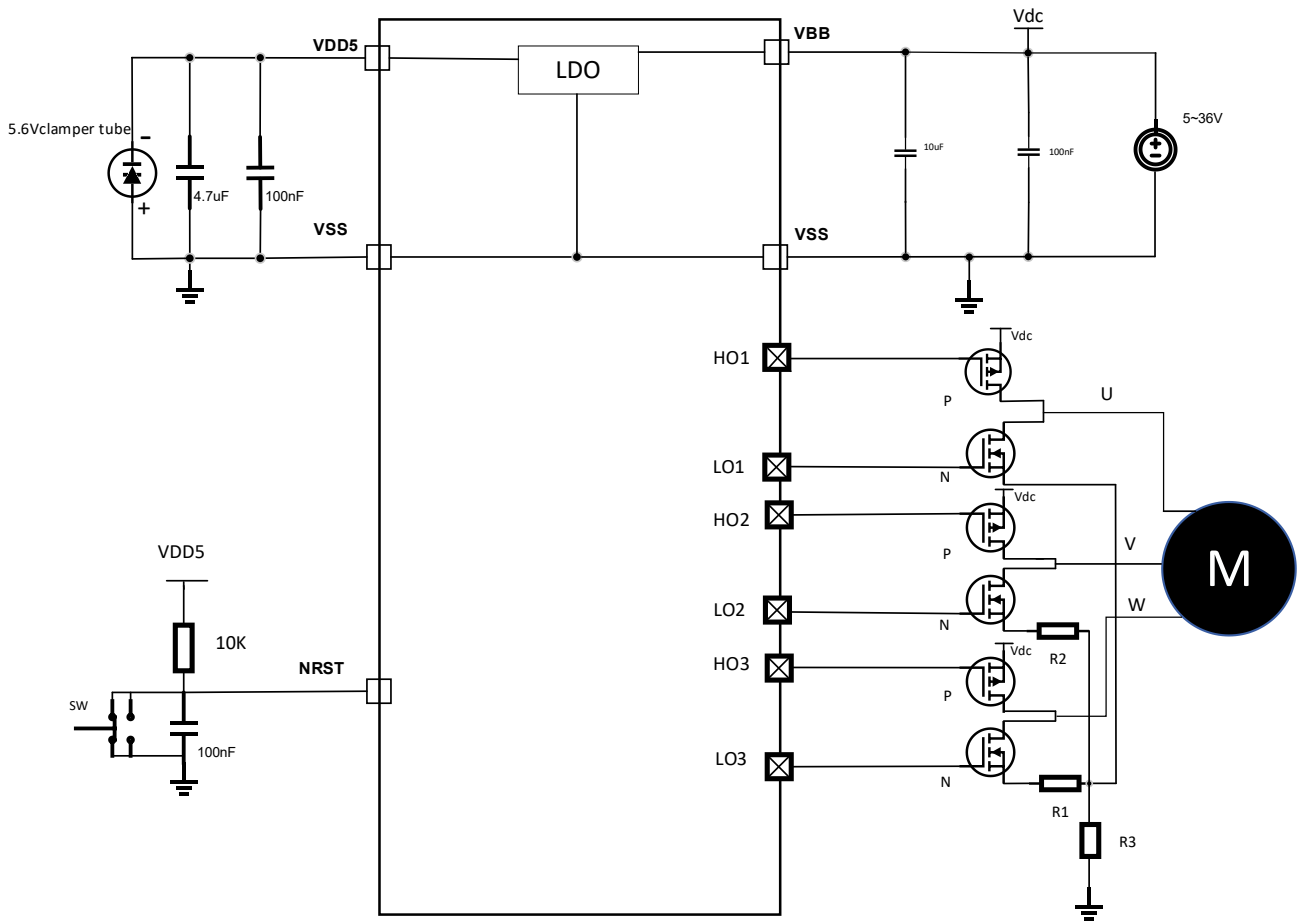 Vdc
VDD5
VBB
LDO
5.6Vclamper tube
-
+
4.7uF
100nF
10uF
100nF
+
-
5~36V
VSS
VSS
HO1
Vdc
P
U
LO1
N
HO2
Vdc
P
V
M
VDD5
W
LO2
N
R2
10K
HO3
Vdc
P
NRST
SW
100nF
LO3
N
R1
R3